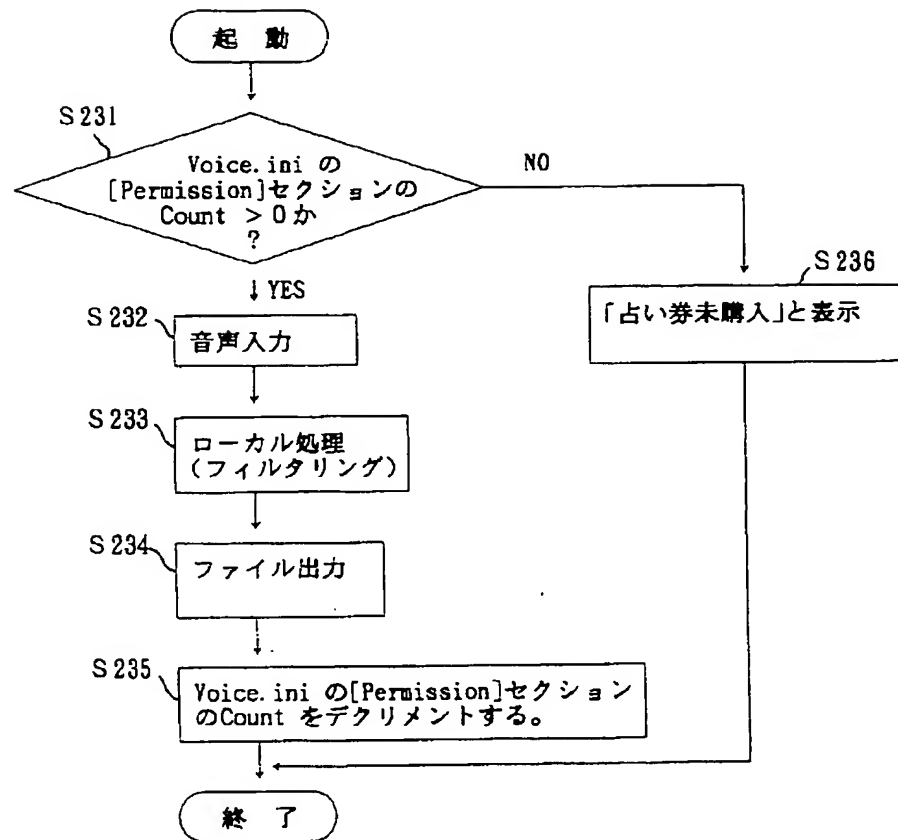 起 動
S231
Voice.ini の
[Permission]セクションの
Count >0か
?
NO
YES
S236
「占い券未購入」と表示
S232
音声入力
S233
ローカル処理
(フィルタリング)
S234
ファイル出力
S235
Voice.ini の[Permission]セクション
のCount をデクリメントする。
終 了